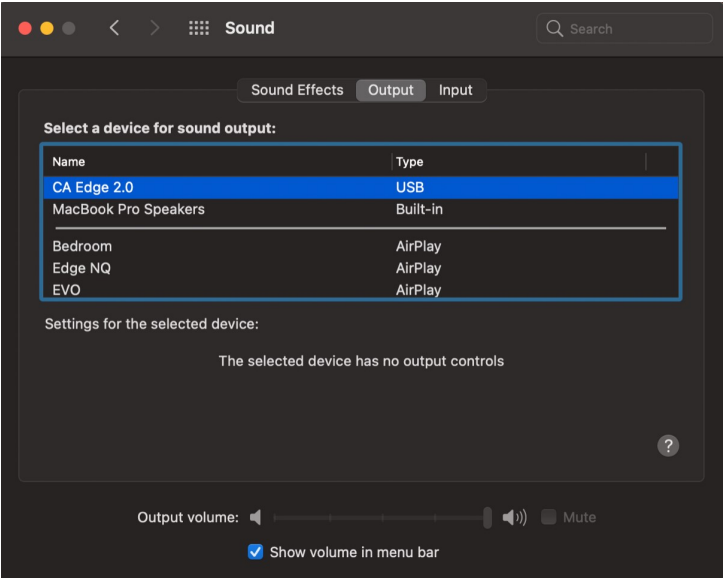 Sound
Search
Sound Effects Output Input
Select a device for sound output:
Name Type
CA Edge 2.0 USB
MacBook Pro Speakers Built-in
Bedroom AirPlay
Edge NQ AirPlay
EVO AirPlay
Settings for the selected device:
The selected device has no output controls
?
Output volume: Mute
Show volume in menu bar